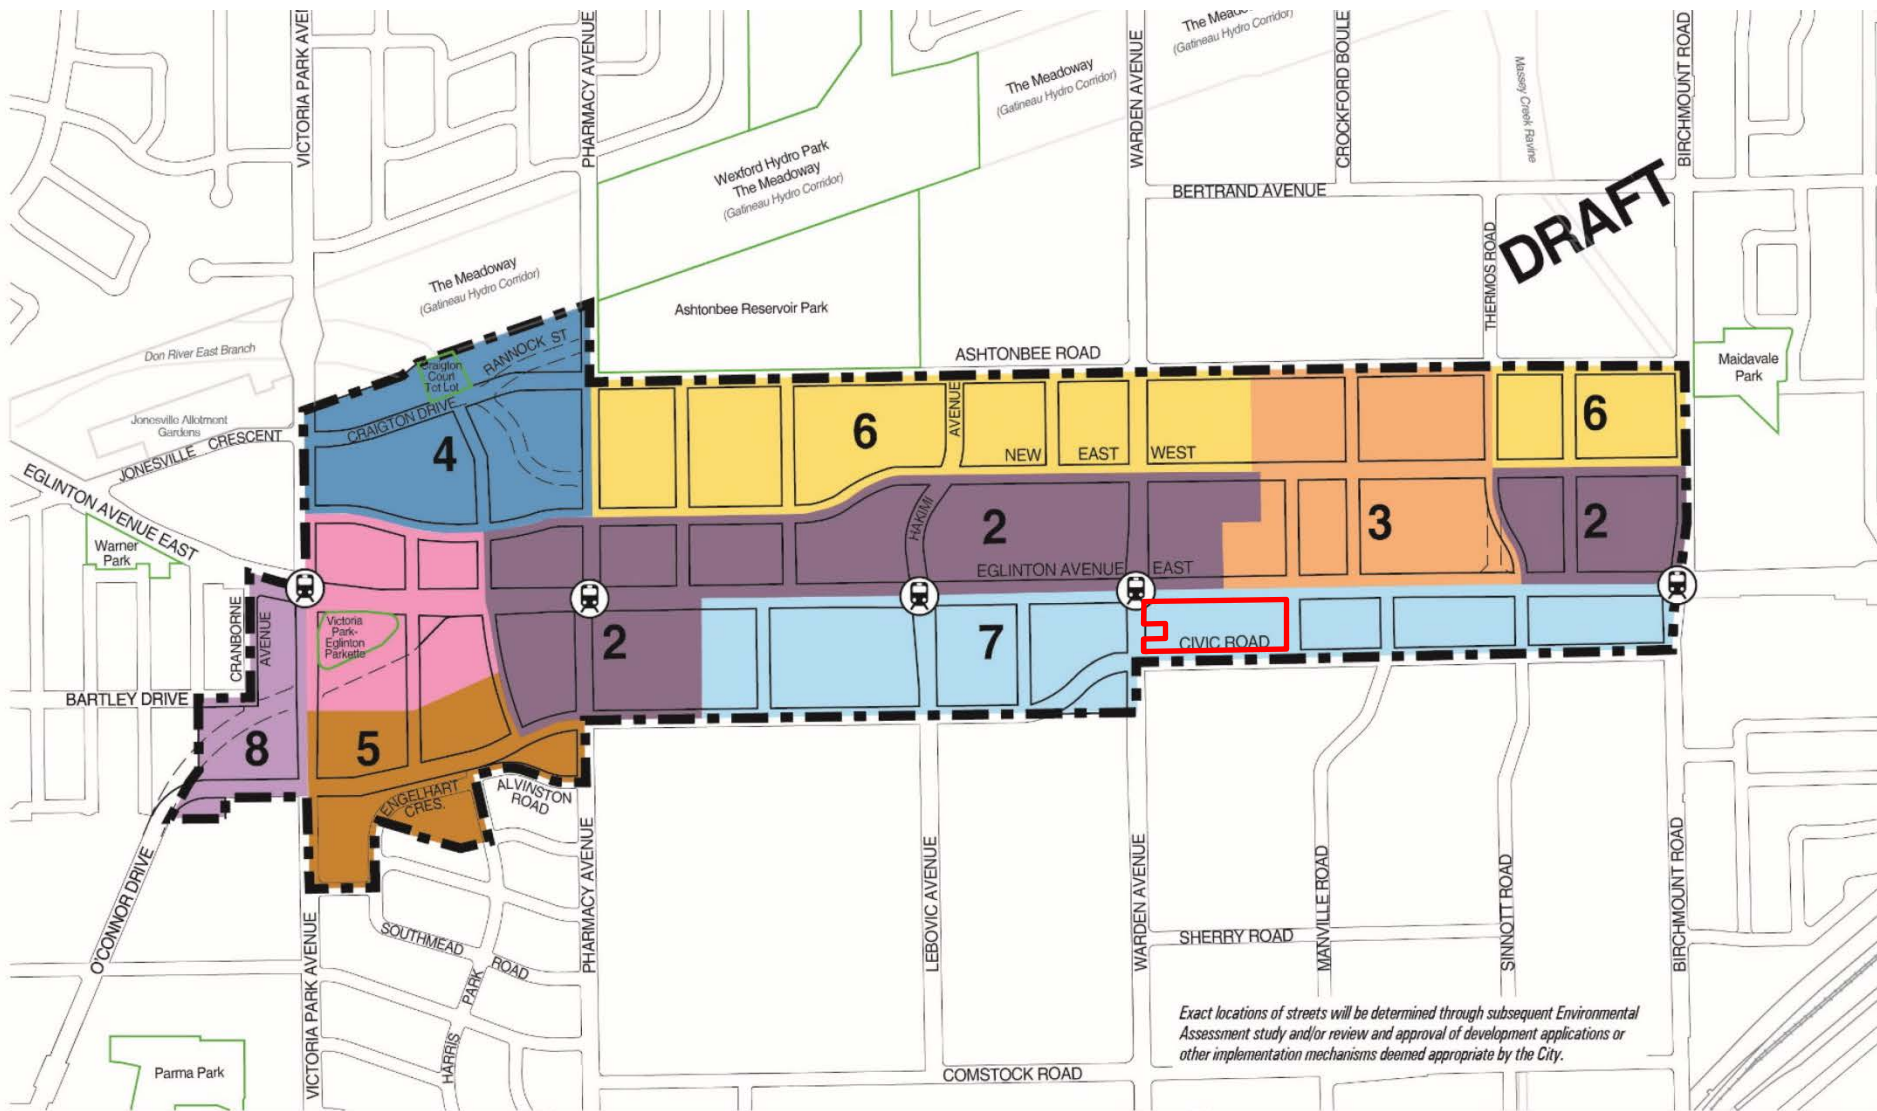 VICTORIA PARK AVE
PHARMACY AVENUE
The Meadoway
(Gatineau Hydro Corridor)
The Meadow
(Gatineau Hydro Corridor)
WARDEN AVENUE
CROCKFORD BOULE
Massey Creek Ravine
BIRCHMOUNT ROAD
Wexford Hydro Park
The Meadoway
(Gatineau Hydro Corridor)
BERTRAND AVENUE
DRAFT
THERMOS ROAD
The Meadoway
(Gatineau Hydro Corridor)
Ashtonbee Reservoir Park
Don River East Branch
Craigton
Court
Tot Lot
RANNOCK ST
ASHTONBEE ROAD
Maidavale
Park
Jonesville Allotment
Gardens
JONESVILLE CRESCENT
CRAIGTON DRIVE
4
6
AVENUE
NEW EAST WEST
6
EGLINTON AVENUE EAST
Warner
Park
HAKIMI
2
3
2
EGLINTON AVENUE EAST
CRANBORNE
AVENUE
Victoria
Park-
Eglinton
Parkette
2
7
CIVIC ROAD
BARTLEY DRIVE
8
5
ENGELHART
CRES.
ALVINSTON
ROAD
O'CONNOR DRIVE
VICTORIA PARK AVENUE
SOUTHMEAD ROAD
HARRIS PARK
PHARMACY AVENUE
LEBOVIC AVENUE
WARDEN AVENUE
SHERRY ROAD
MANVILLE ROAD
SINNOTT ROAD
BIRCHMOUNT ROAD
Exact locations of streets will be determined through subsequent Environmental
Assessment study and/or review and approval of development applications or
other implementation mechanisms deemed appropriate by the City.
Parma Park
COMSTOCK ROAD